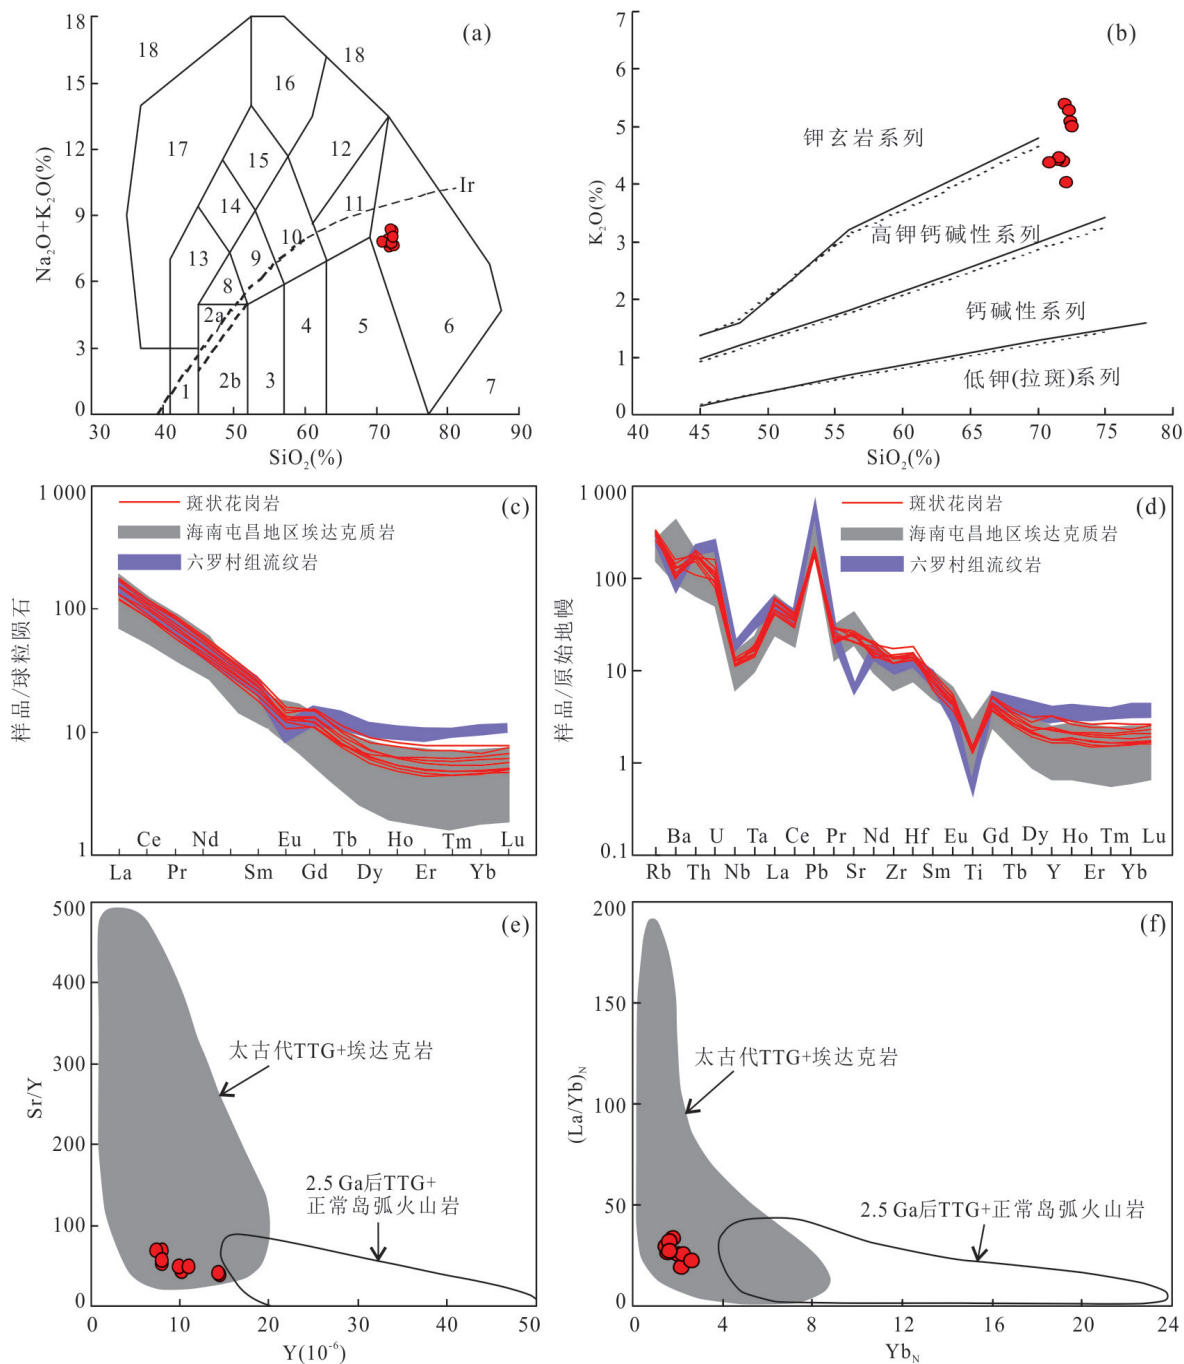 (a)
Na₂O+K₂O(%)
18
15
12
9
6
3
0
18
16
18
17
15
12
14
11
Ir
13
9
10
8
2a
1
2b
3
4
5
6
7
30
40
50
60
70
80
90
SiO₂(%)
(b)
K₂O(%)
7
6
5
4
3
2
1
0
钾玄岩系列
高钾钙碱性系列
钙碱性系列
低钾(拉斑)系列
40
45
50
55
60
65
70
75
80
SiO₂(%)
(c)
样品/球粒陨石
1 000
100
10
1
斑状花岗岩
海南屯昌地区埃达克质岩
六罗村组流纹岩
Ce Nd Eu Tb Ho Tm Lu
La Pr Sm Gd Dy Er Yb
(d)
样品/原始地幔
1 000
100
10
1
0.1
斑状花岗岩
海南屯昌地区埃达克质岩
六罗村组流纹岩
Ba U Ta Ce Pr Nd Hf Eu Gd Dy Ho Tm Lu
Rb Th Nb La Pb Sr Zr Sm Ti Tb Y Er Yb
(e)
Sr/Y
500
400
300
200
100
0
太古代TTG+埃达克岩
2.5 Ga后TTG+
正常岛弧火山岩
0
10
20
30
40
50
Y(10⁻⁶)
(f)
(La/Yb)N
200
150
100
50
0
太古代TTG+埃达克岩
2.5 Ga后TTG+正常岛弧火山岩
0
4
8
12
16
20
24
YbN